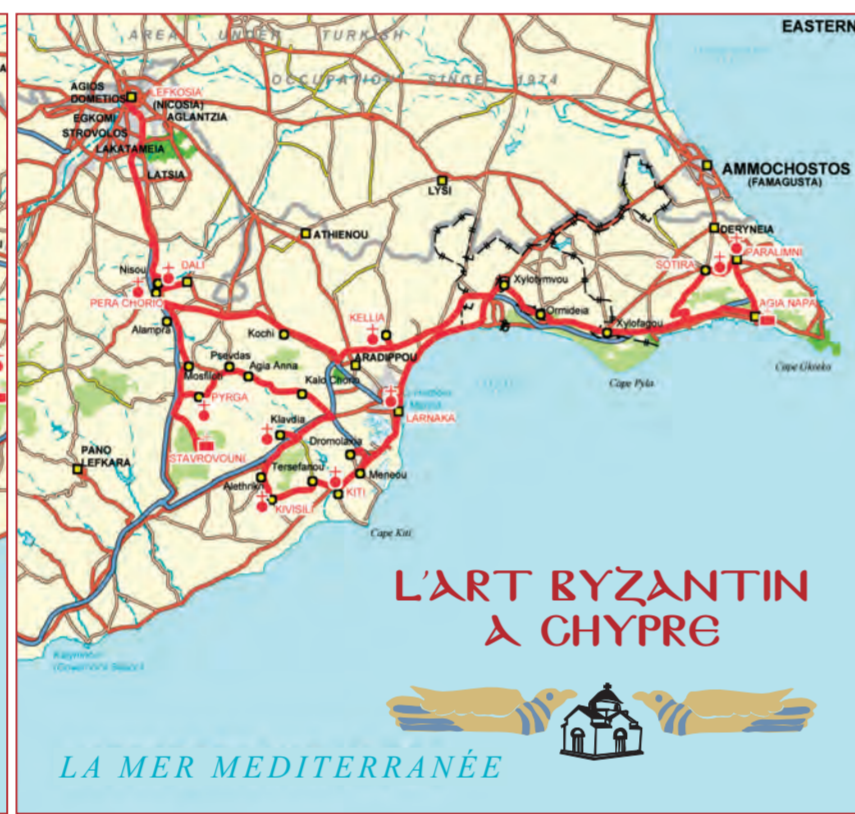 EASTERN
AREA UNDER TURKISH
OCCUPATION SINCE 1974
AGIOS
DOMETIOS
LEFKOSIA
(NICOSIA)
AGLANTZIA
EGKOMI
STROVOLOS
LAKATAMEIA
LATSIA
LYSI
AMMOCHOSTOS
(FAMAGUSTA)
ATHIENOU
DERYNEIA
PARALIMNI
SOTIRA
Nisou
DALI
PERA CHORIO
Xylotymvou
AGIA NAPA
Alampra
KELLIA
Ormideia
Xylofagou
Kochi
ARADIPPOU
Psevdas
Agia Anna
Mosfiloti
Kalo Chorio
Cape Pyla
Cape Gkreko
PYRGA
LARNAKA
Klavdia
Dromolaxia
STAVROVOUNI
PANO
LEFKARA
Tersefanou
Meneou
Alethriko
KITI
KIVISILI
Cape Kiti
L'ART BYZANTIN
A CHYPRE
(Governor's Beach)
LA MER MEDITERRANÉE